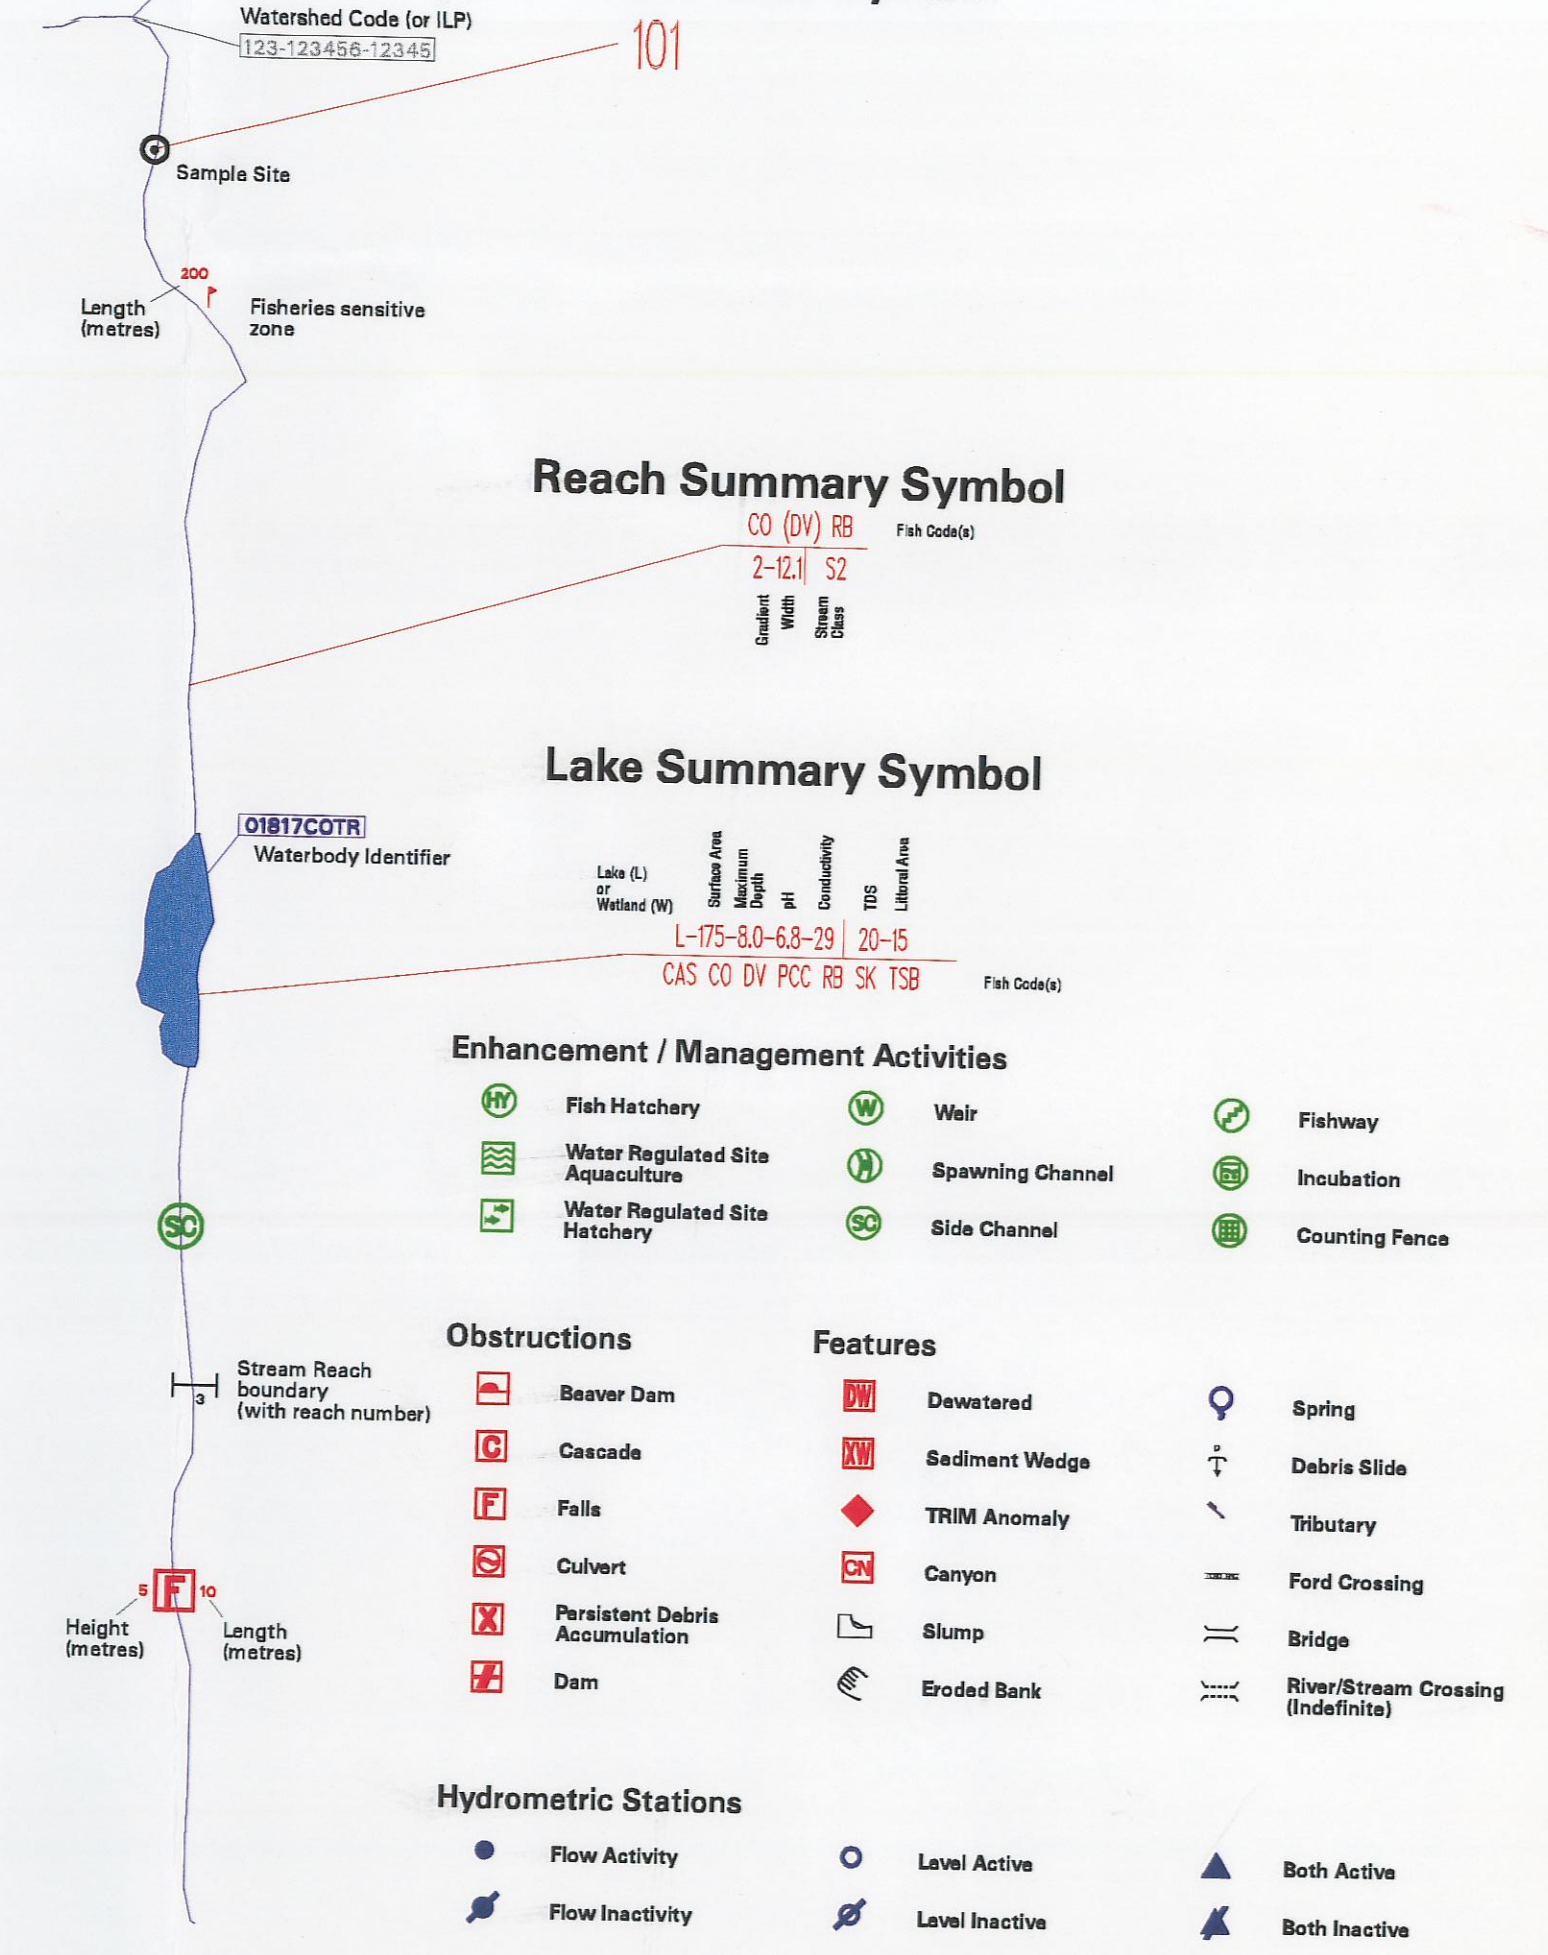 Watershed Code (or ILP)
123-123456-12345
101
Sample Site
200
Length
(metres)
Fisheries sensitive
zone
Reach Summary Symbol
CO (DV) RB
Fish Code(s)
2-12.1 S2
Gradient
Width
Stream
Class
Lake Summary Symbol
01817COTR
Waterbody Identifier
Lake (L)
or
Wetland (W)
Surface Area
Maximum
Depth
pH
Conductivity
TDS
Littoral Area
L-175-8.0-6.8-29 20-15
CAS CO DV PCC RB SK TSB
Fish Code(s)
Enhancement / Management Activities
HY Fish Hatchery
W Weir
Fishway
Water Regulated Site
Aquaculture
Spawning Channel
Incubation
Water Regulated Site
Hatchery
SC Side Channel
Counting Fence
SC
Obstructions
Features
Stream Reach
boundary
(with reach number)
3
Beaver Dam
DW Dewatered
Spring
C Cascade
XW Sediment Wedge
D
Debris Slide
F Falls
TRIM Anomaly
Tributary
Culvert
CN Canyon
Ford Crossing
5 F 10
Height
(metres)
Length
(metres)
X Persistent Debris
Accumulation
Slump
Bridge
Dam
Eroded Bank
River/Stream Crossing
(Indefinite)
Hydrometric Stations
Flow Activity
Level Active
Both Active
Flow Inactivity
Level Inactive
Both Inactive